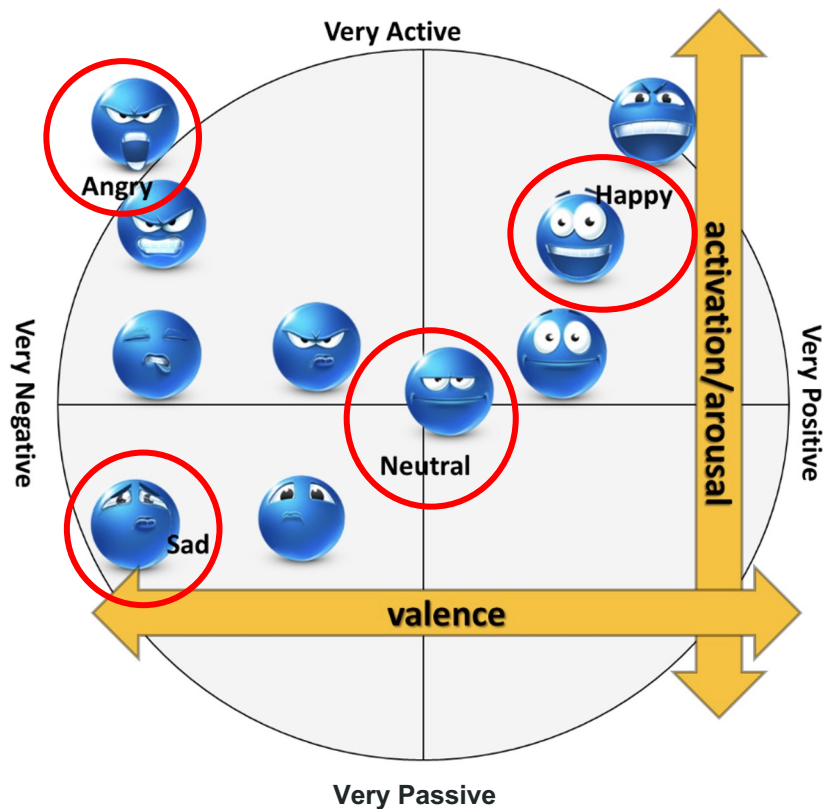 Very Active
Angry
Happy
activation/arousal
Very Negative
Very Positive
Neutral
Sad
valence
Very Passive